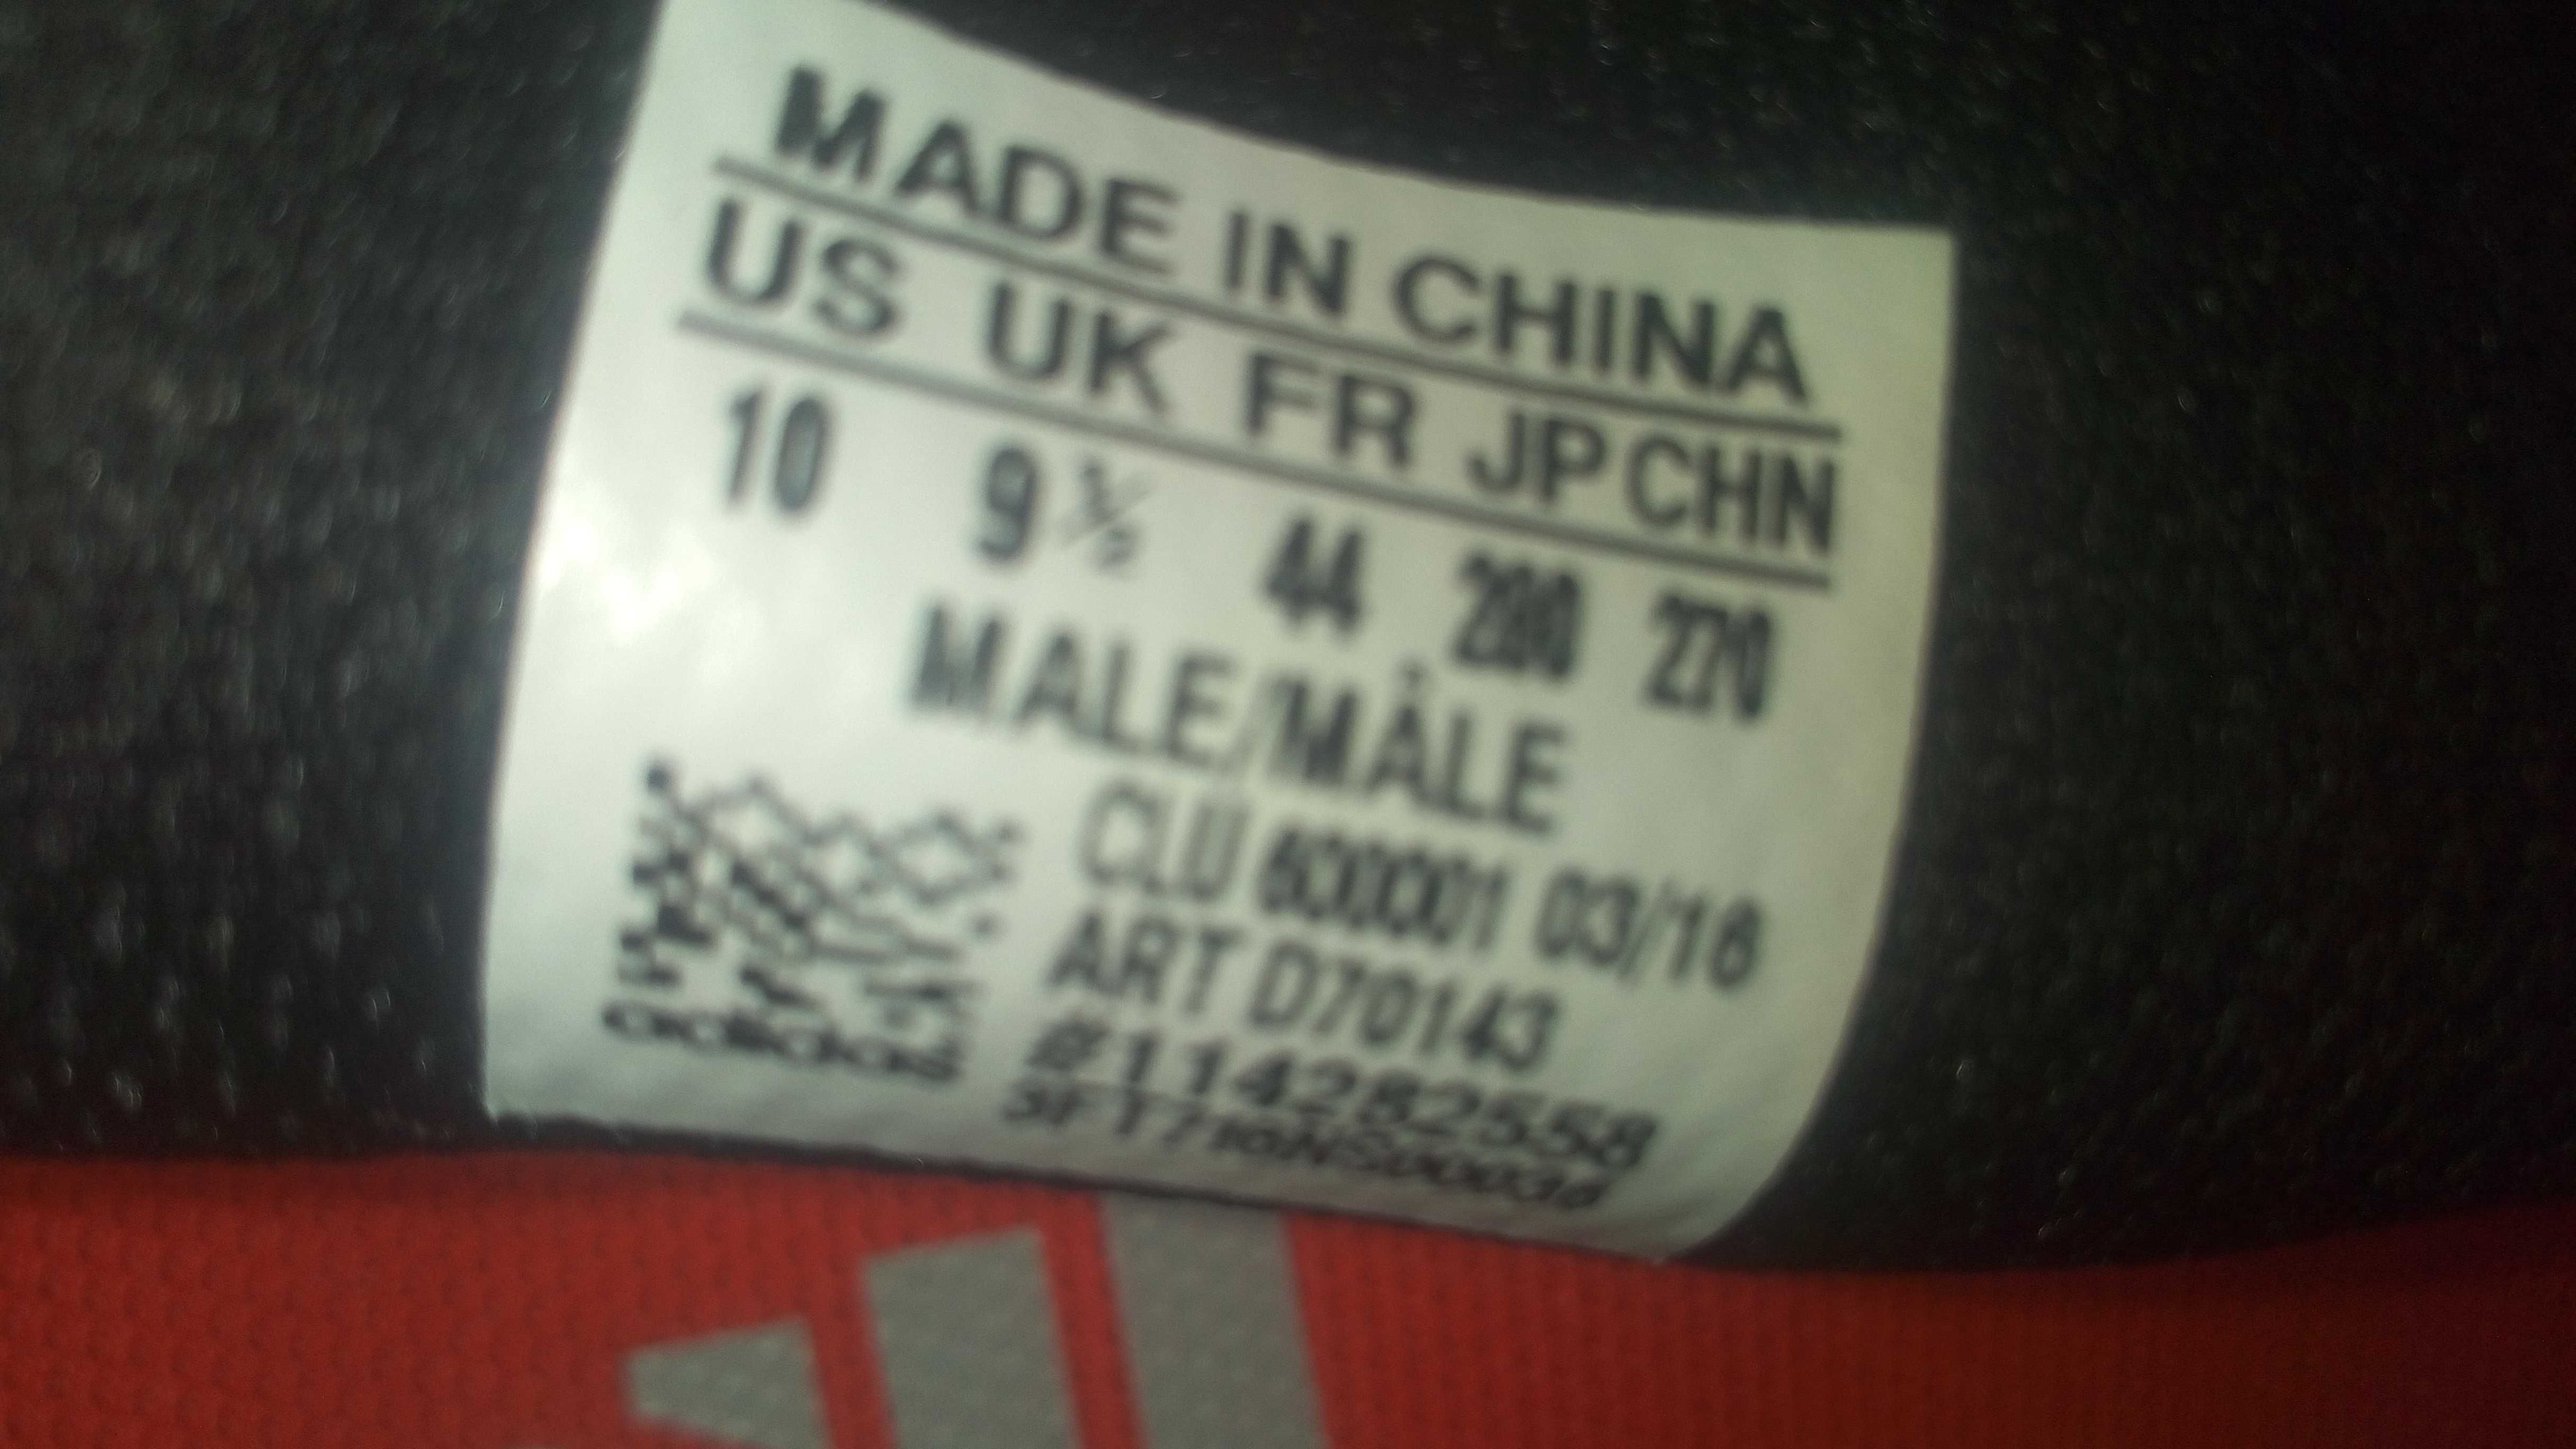 MADE IN CHINA
US UK FR JP CHN
10 9½ 44 280 270
MALE/MÂLE
CLU 600001 03/16
ART D70143
#114282558
adidas